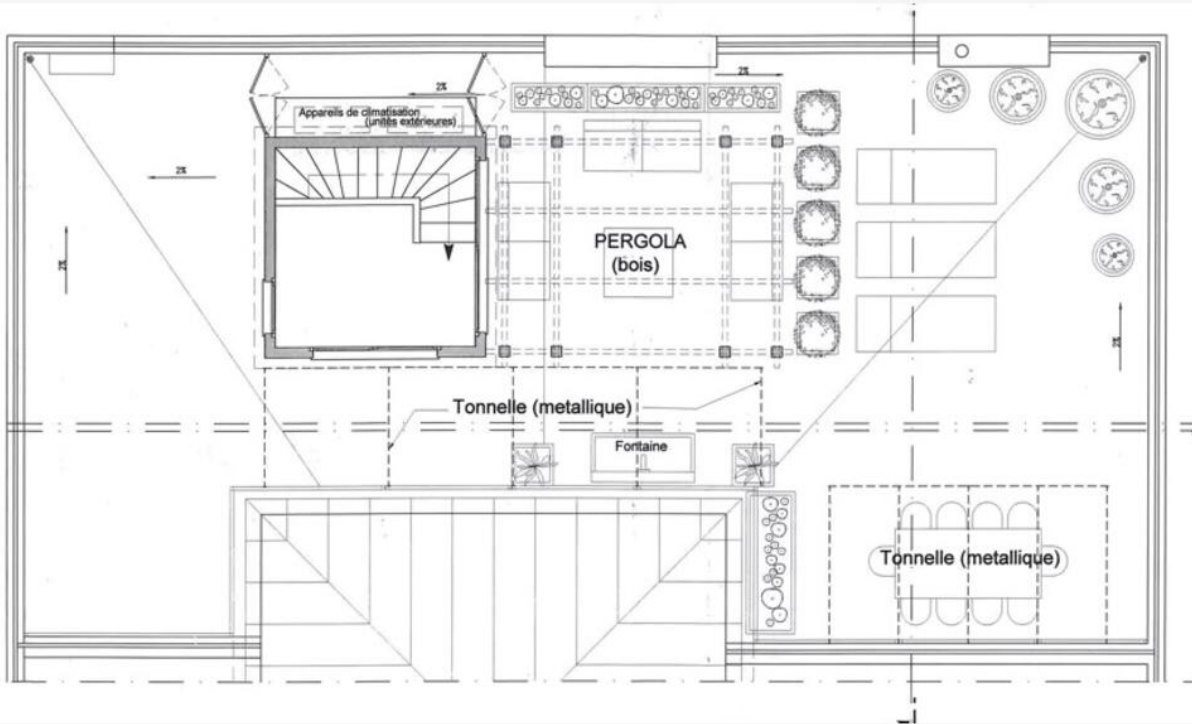 2%
2%
Appareils de climatisation
(unités extérieures)
2%
2%
PERGOLA
(bois)
2%
Tonnelle (metallique)
Fontaine
Tonnelle (metallique)